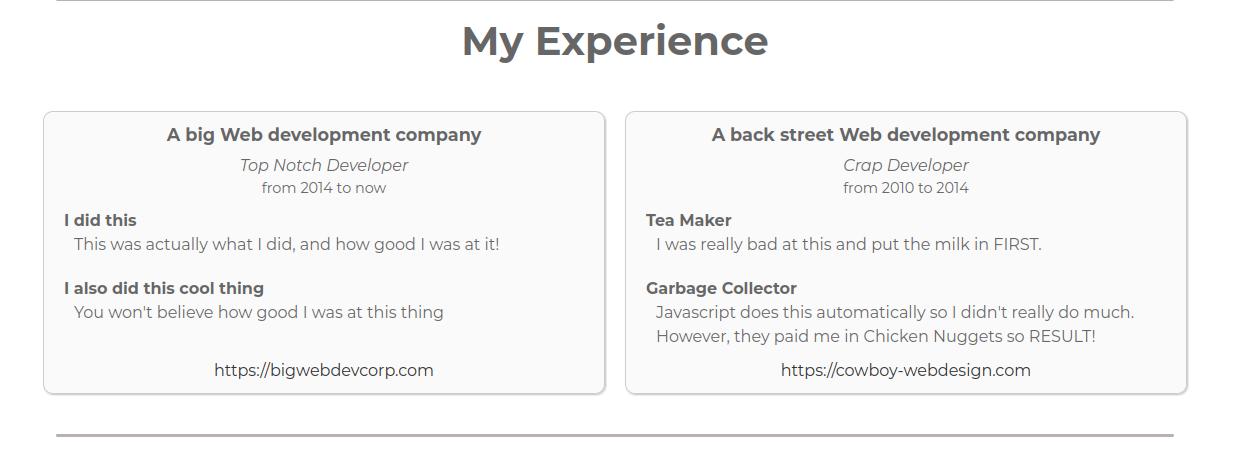 My Experience
A big Web development company
Top Notch Developer
from 2014 to now
I did this
This was actually what I did, and how good I was at it!
I also did this cool thing
You won't believe how good I was at this thing
https://bigwebdevcorp.com
A back street Web development company
Crap Developer
from 2010 to 2014
Tea Maker
I was really bad at this and put the milk in FIRST.
Garbage Collector
Javascript does this automatically so I didn't really do much.
However, they paid me in Chicken Nuggets so RESULT!
https://cowboy-webdesign.com